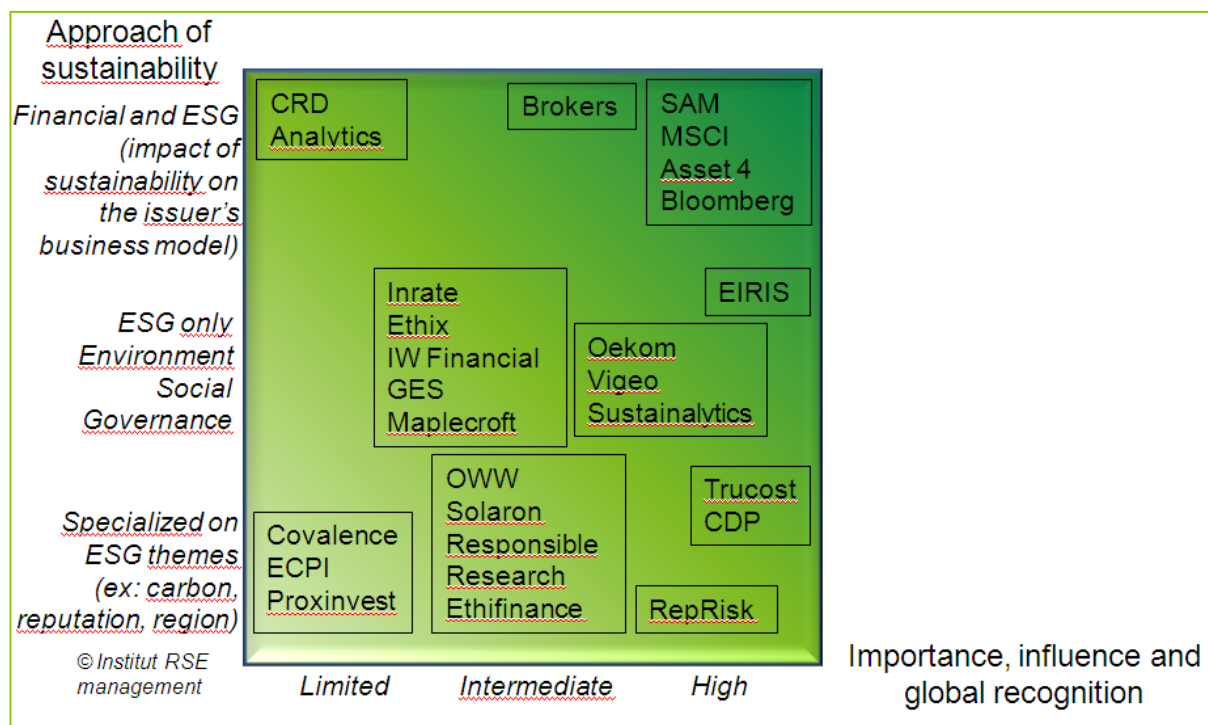 Approach of
sustainability
Financial and ESG
(impact of
sustainability on
the issuer's
business model)
ESG only
Environment
Social
Governance
Specialized on
ESG themes
(ex: carbon,
reputation, region)
© Institut RSE
management
CRD
Analytics
Brokers
SAM
MSCI
Asset 4
Bloomberg
Inrate
Ethix
IW Financial
GES
Maplecroft
EIRIS
Oekom
Vigeo
Sustainalytics
Covalence
ECPI
Proxinvest
OWW
Solaron
Responsible
Research
Ethifinance
Trucost
CDP
RepRisk
Limited
Intermediate
High
Importance, influence and
global recognition